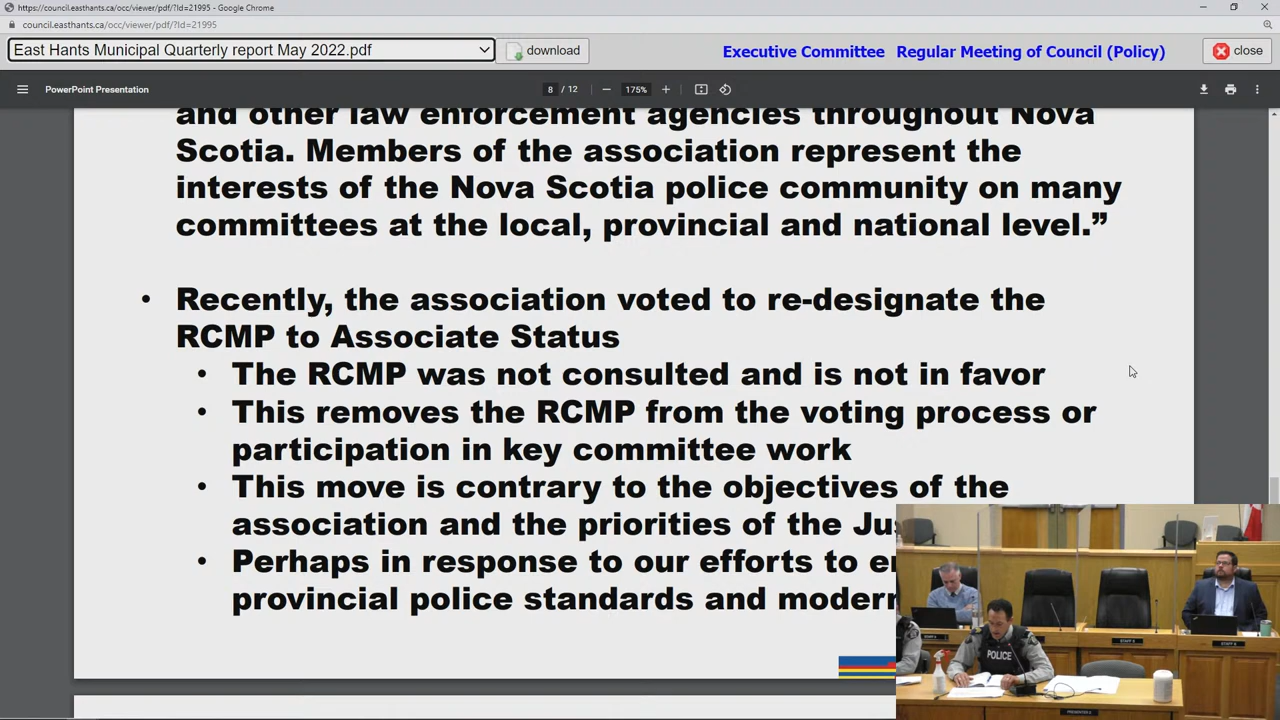 https://council.easthants.ca/occ/viewer/pdf/?Id=21995 - Google Chrome
council.easthants.ca/occ/viewer/pdf/?Id=21995
East Hants Municipal Quarterly report May 2022.pdf
download
Executive Committee Regular Meeting of Council (Policy)
close
PowerPoint Presentation
8 / 12
175%
and other law enforcement agencies throughout Nova
Scotia. Members of the association represent the
interests of the Nova Scotia police community on many
committees at the local, provincial and national level.”
• Recently, the association voted to re-designate the
RCMP to Associate Status
• The RCMP was not consulted and is not in favor
• This removes the RCMP from the voting process or
participation in key committee work
• This move is contrary to the objectives of the
association and the priorities of the Jus
• Perhaps in response to our efforts to en
provincial police standards and modern
POLICE